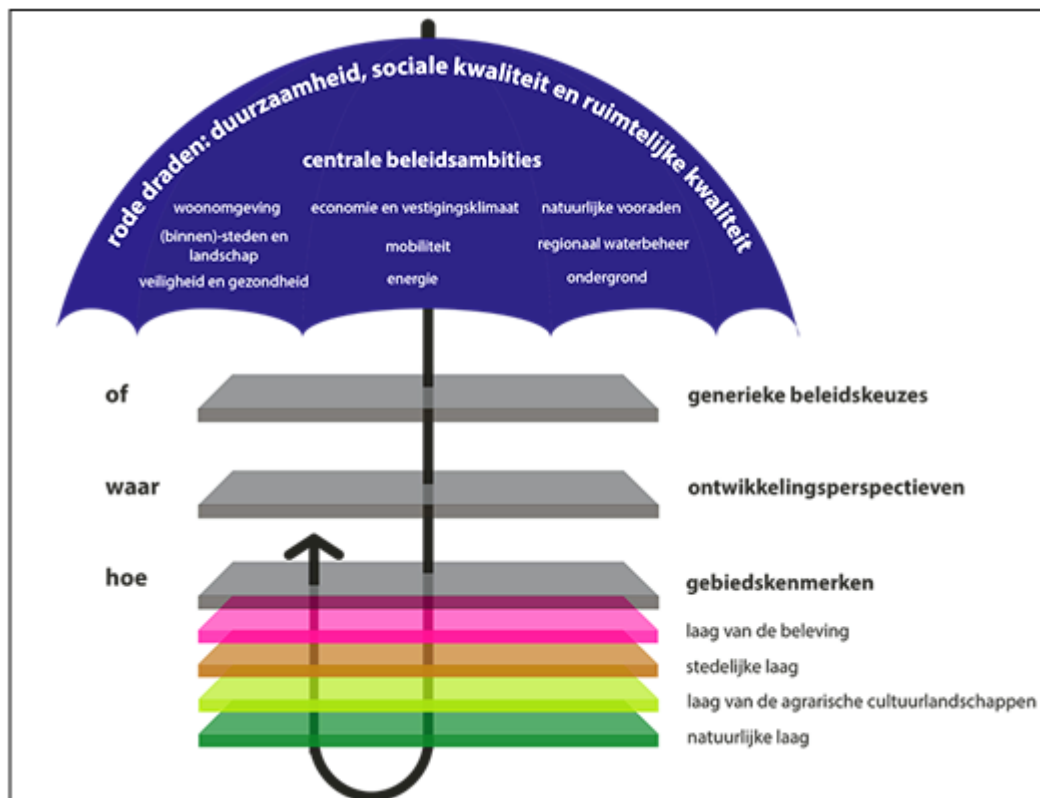 rode draden: duurzaamheid, sociale kwaliteit en ruimtelijke kwaliteit
centrale beleidsambities
woonomgeving
(binnen)-steden en
landschap
veiligheid en gezondheid
economie en vestigingsklimaat
mobiliteit
energie
natuurlijke vooraden
regionaal waterbeheer
ondergrond
of
generieke beleidskeuzes
waar
ontwikkelingsperspectieven
hoe
gebiedskenmerken
laag van de beleving
stedelijke laag
laag van de agrarische cultuurlandschappen
natuurlijke laag